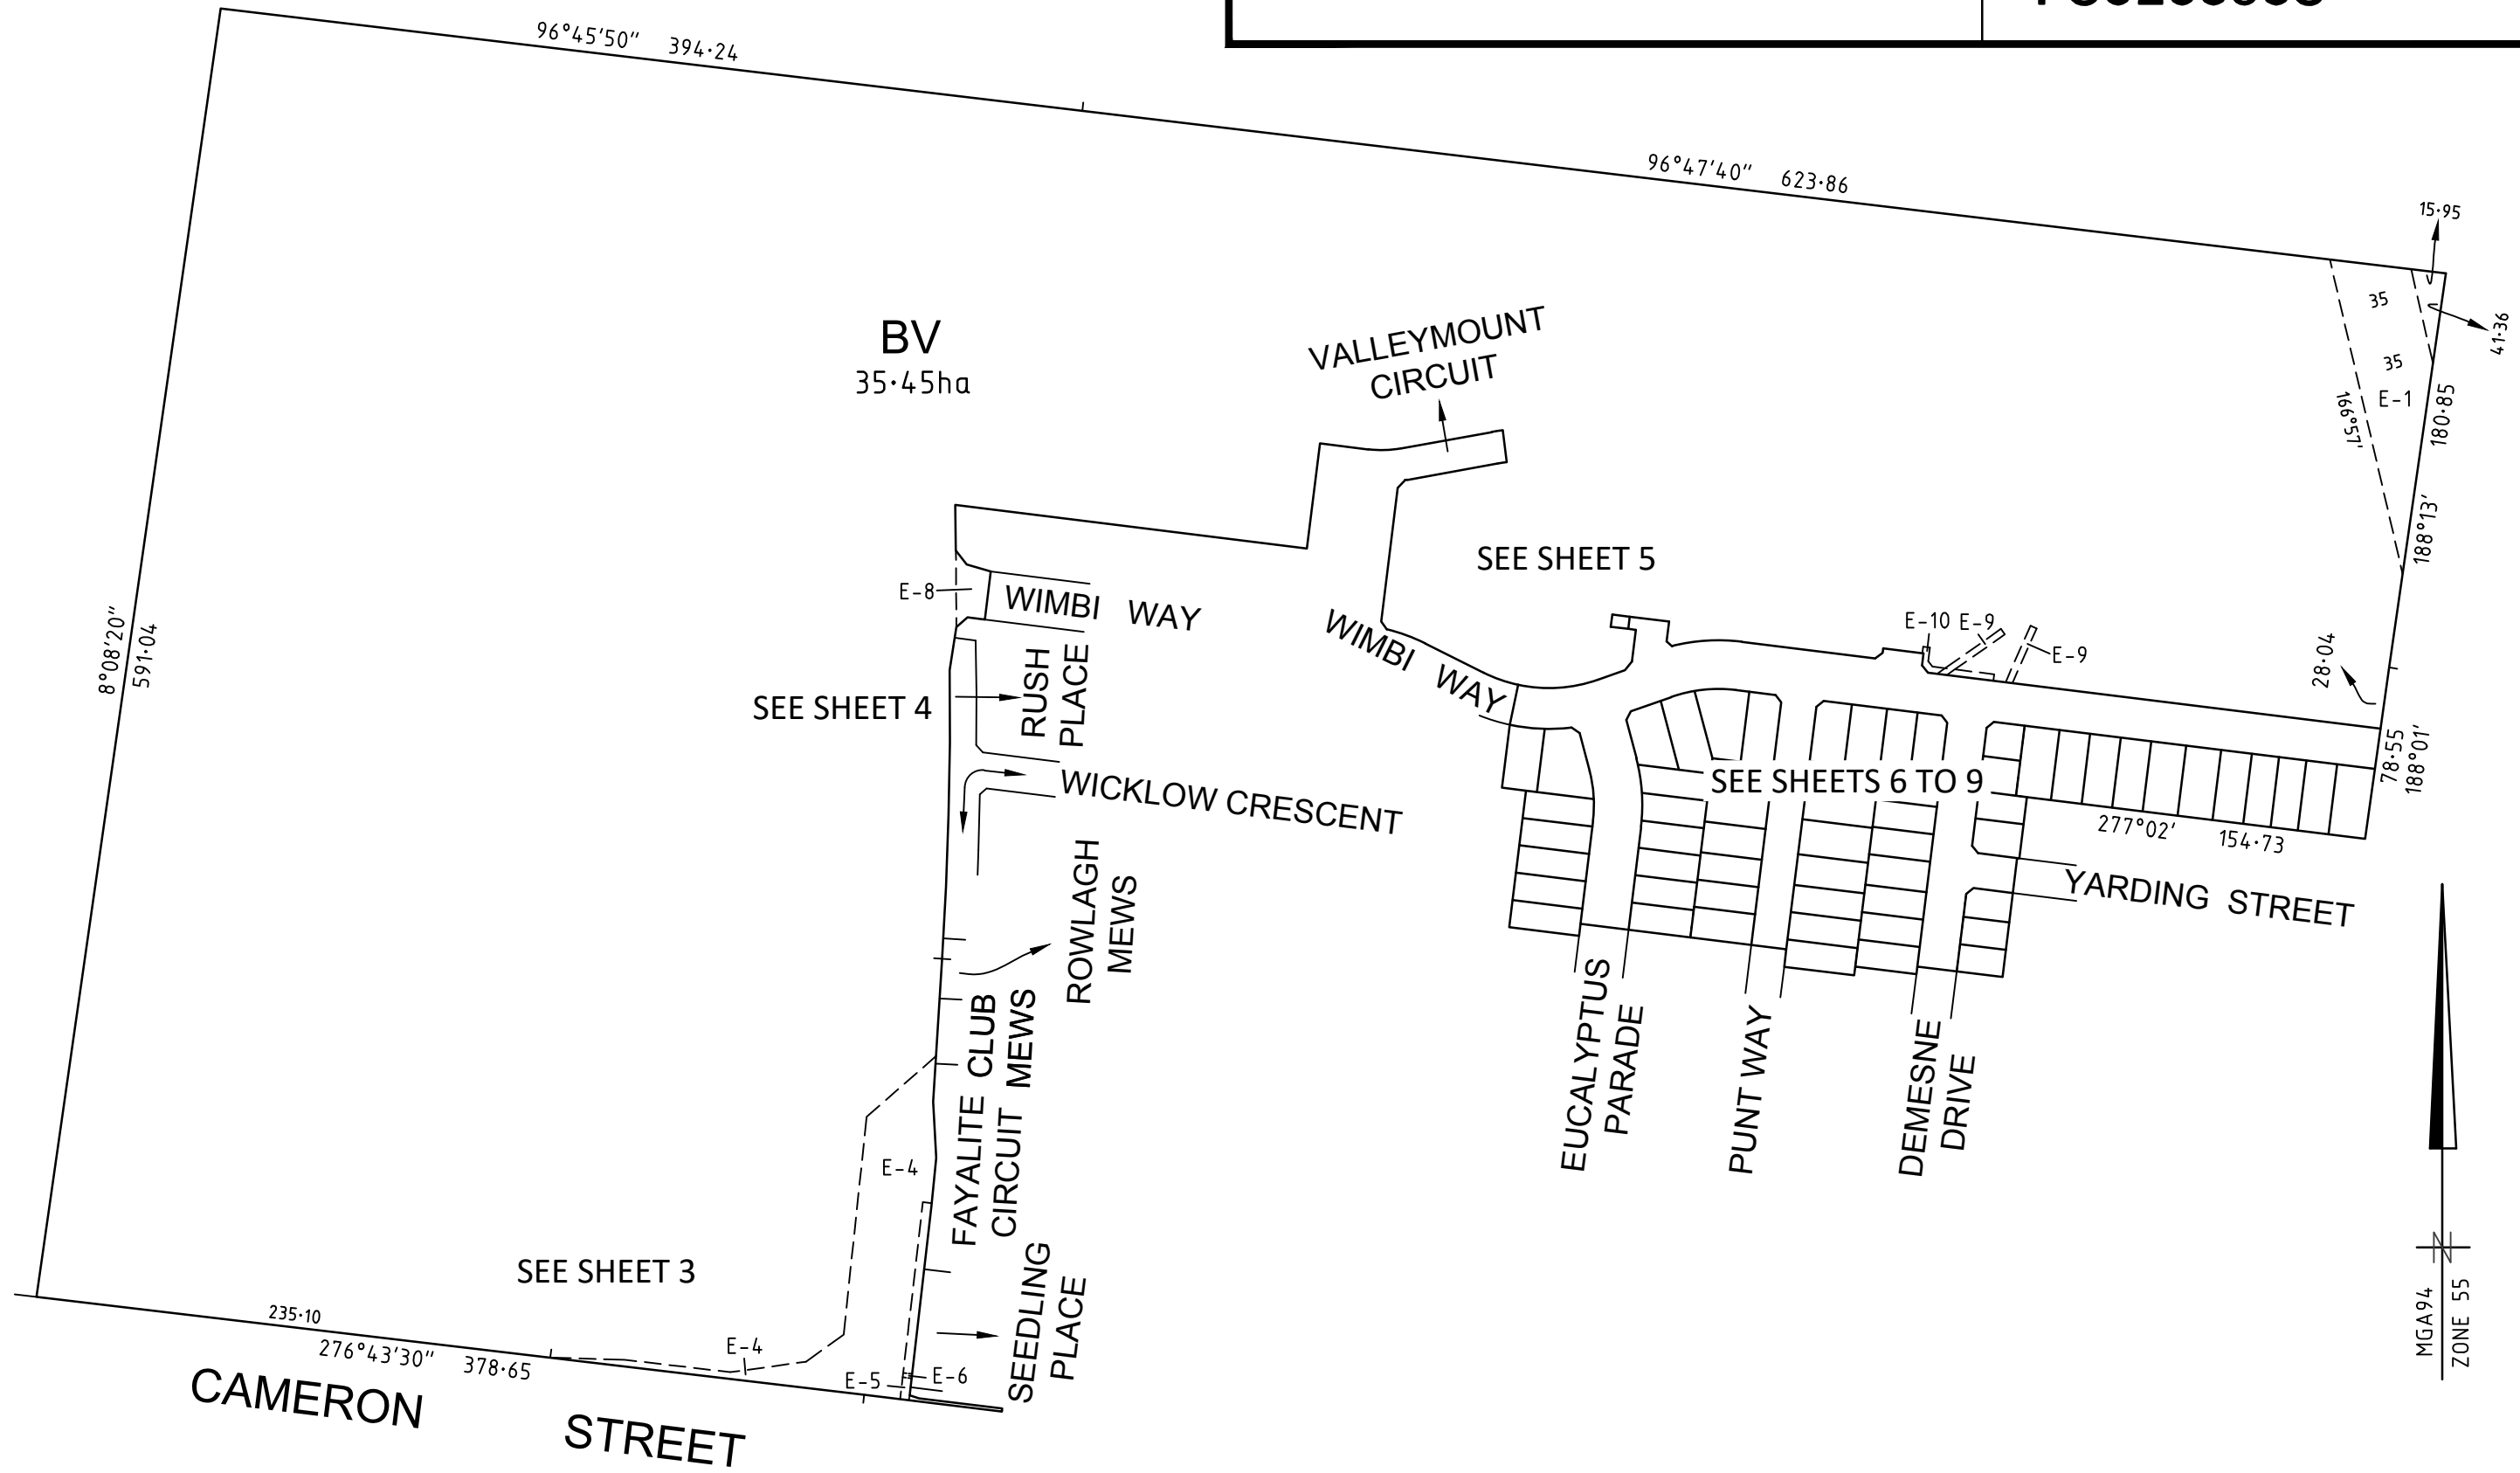 96°45'50" 394·24
96°47'40" 623·86
15·95
35
41·36
35
E-1
166°57'
180·85
188°13'
BV
35·45ha
VALLEYMOUNT
CIRCUIT
8°08'20"
591·04
SEE SHEET 5
E-8
WIMBI WAY
WIMBI WAY
E-10 E-9
E-9
28·04
SEE SHEET 4
RUSH
PLACE
78·55
188°01'
WICKLOW CRESCENT
SEE SHEETS 6 TO 9
277°02' 154·73
YARDING STREET
ROWLAGH
MEWS
CLUB
MEWS
FAYALITE
CIRCUIT
EUCALYPTUS
PARADE
PUNT WAY
DEMESNE
DRIVE
E-4
SEE SHEET 3
SEEDLING
PLACE
235·10
276°43'30" 378·65
E-4
E-5
E-6
CAMERON STREET
N
MGA94
ZONE 55